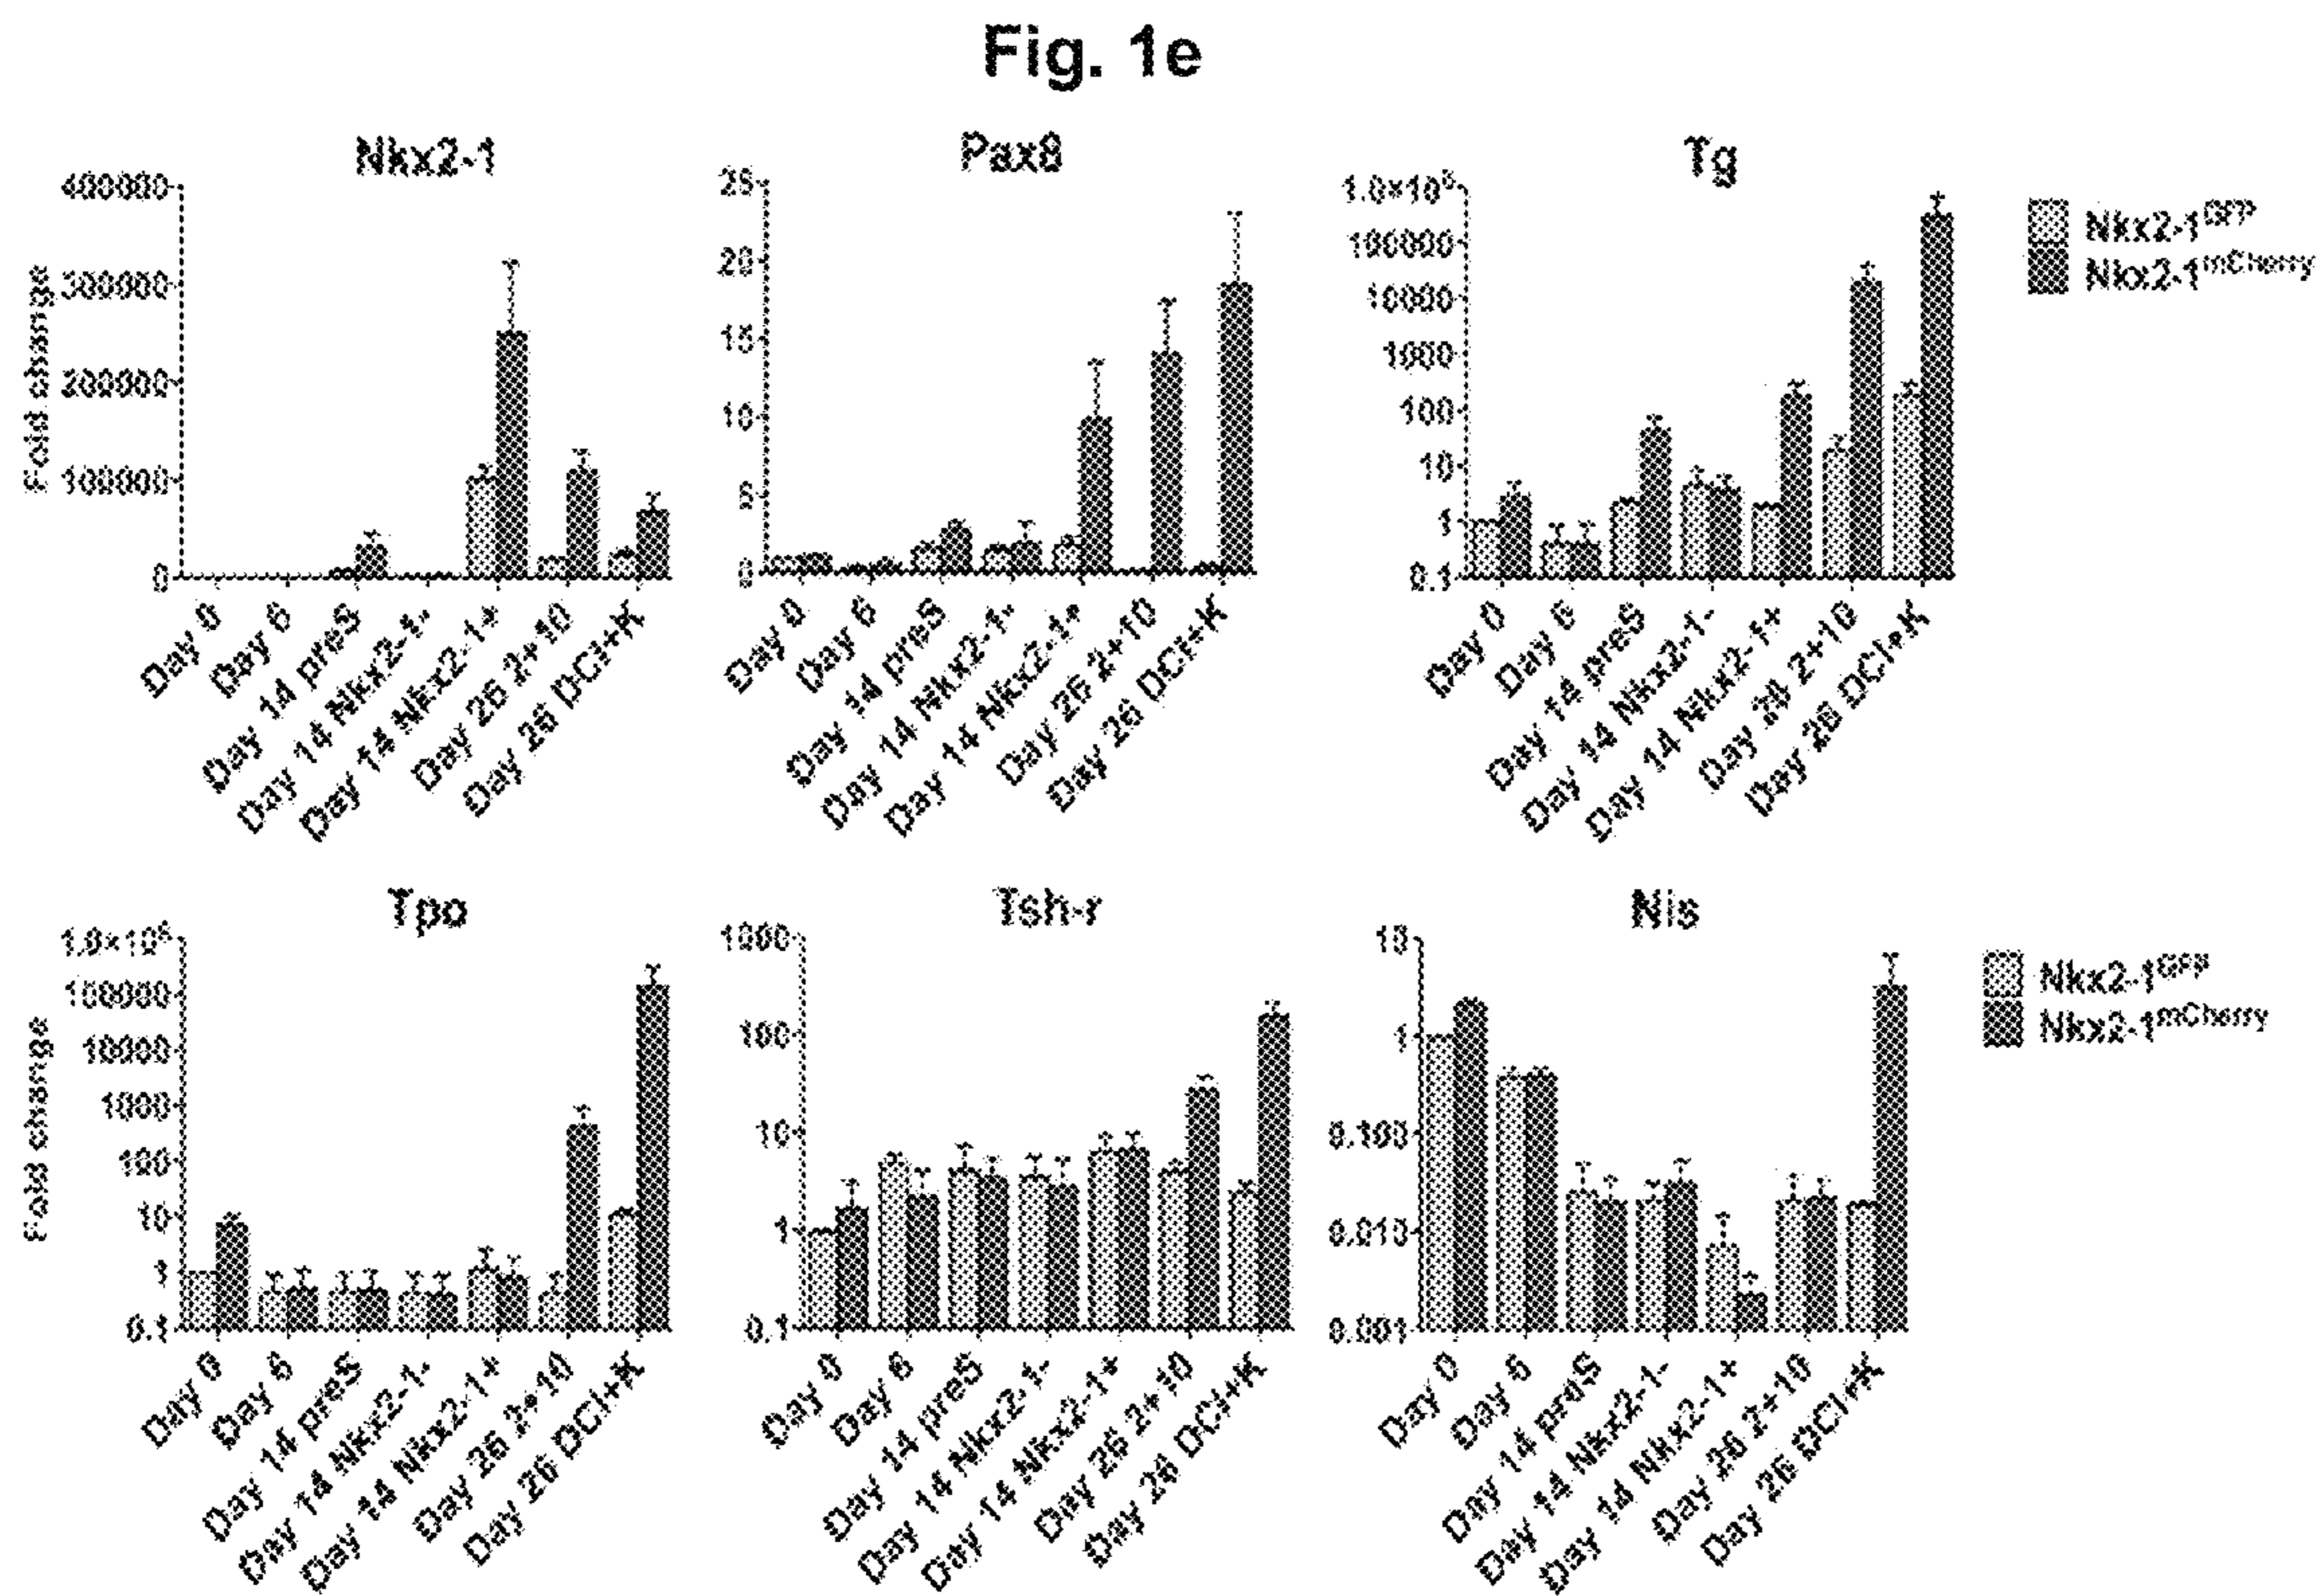 Fig. 1e
Nkx2-1
Pax8
Tg
Fold change
400000
300000
200000
100000
0
25
20
15
10
5
0
1.0×10⁶
100000
10000
1000
100
10
1
0.1
Nkx2-1GFP
Nkx2-1mCherry
Day 0
Day 6
Day 14 preS
Day 14 Nkx2-1-
Day 14 Nkx2-1+
Day 26 2+10
Day 26 DCI+K
Day 0
Day 6
Day 14 preS
Day 14 Nkx2-1-
Day 14 Nkx2-1+
Day 26 2+10
Day 26 DCI+K
Day 0
Day 6
Day 14 preS
Day 14 Nkx2-1-
Day 14 Nkx2-1+
Day 26 2+10
Day 26 DCI+K
Tpo
Tsh-r
Nis
Fold change
1.0×10⁶
100000
10000
1000
100
10
1
0.1
1000
100
10
1
0.1
10
1
0.100
0.010
0.001
Nkx2-1GFP
Nkx2-1mCherry
Day 0
Day 6
Day 14 preS
Day 14 Nkx2-1-
Day 14 Nkx2-1+
Day 26 2+10
Day 26 DCI+K
Day 0
Day 6
Day 14 preS
Day 14 Nkx2-1-
Day 14 Nkx2-1+
Day 26 2+10
Day 26 DCI+K
Day 0
Day 6
Day 14 preS
Day 14 Nkx2-1-
Day 14 Nkx2-1+
Day 26 2+10
Day 26 DCI+K